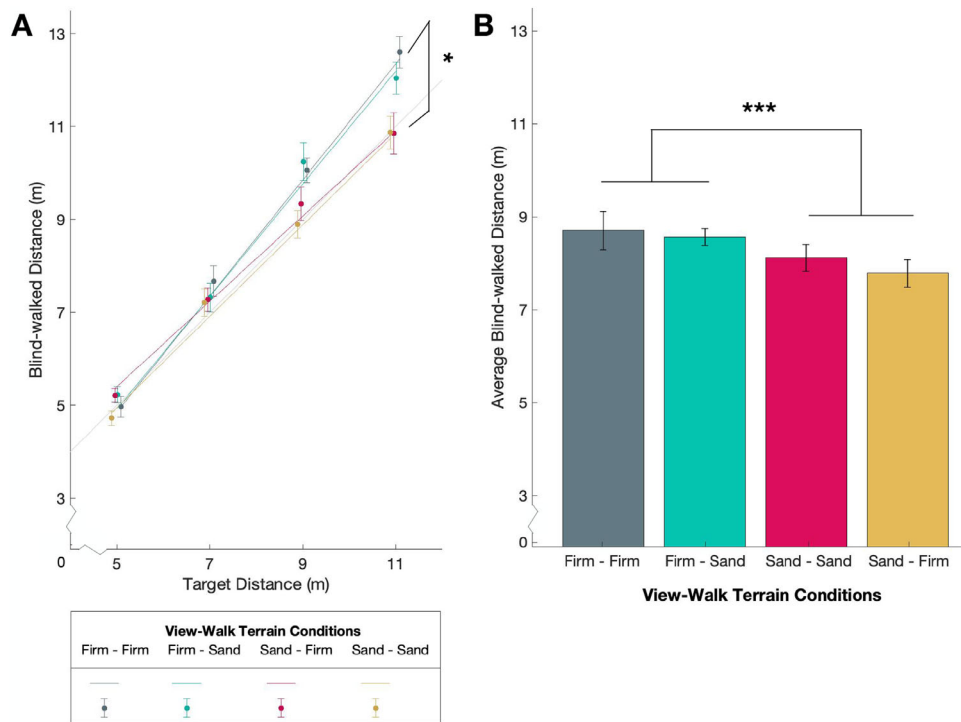 A
Blind-walked Distance (m)
13
11
9
7
5
3
0
*
5 7 9 11
Target Distance (m)
View-Walk Terrain Conditions
Firm - Firm Firm - Sand Sand - Firm Sand - Sand
B
Average Blind-walked Distance (m)
13
11
9
7
5
3
0
***
Firm - Firm Firm - Sand Sand - Sand Sand - Firm
View-Walk Terrain Conditions